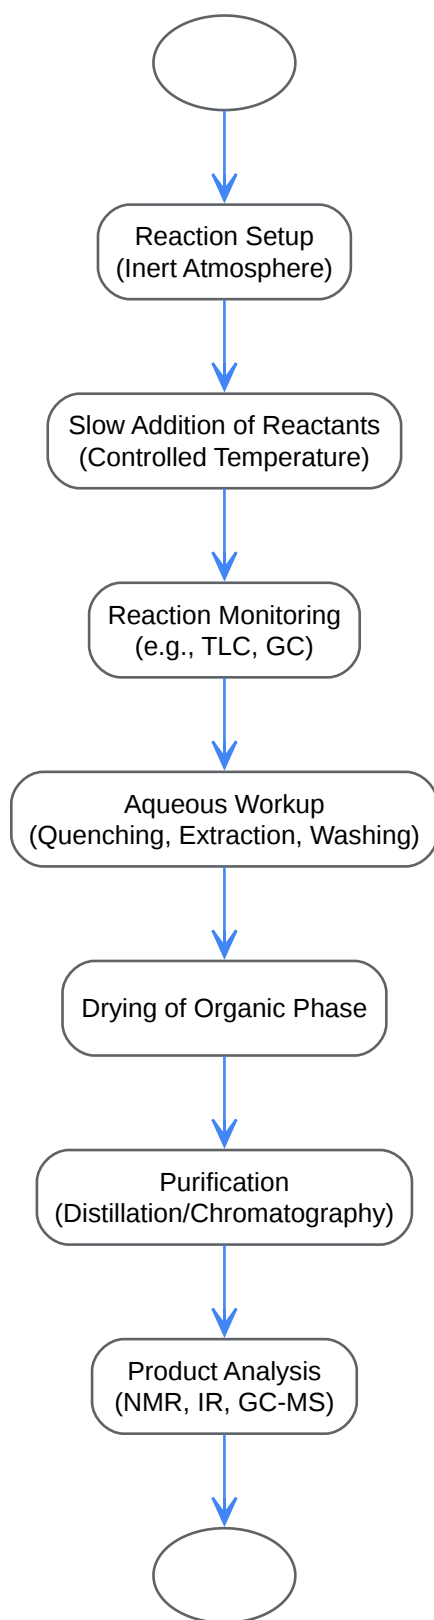 Reaction Setup
(Inert Atmosphere)
Slow Addition of Reactants
(Controlled Temperature)
Reaction Monitoring
(e.g., TLC, GC)
Aqueous Workup
(Quenching, Extraction, Washing)
Drying of Organic Phase
Purification
(Distillation/Chromatography)
Product Analysis
(NMR, IR, GC-MS)